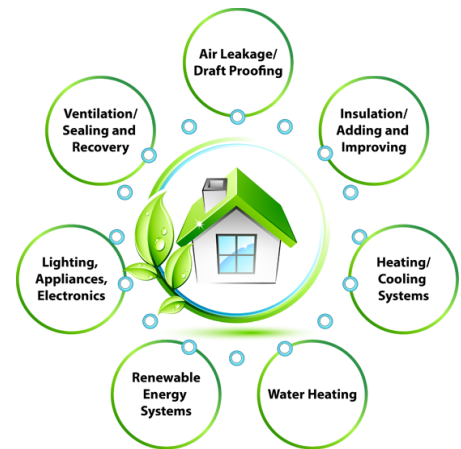 Air Leakage/
Draft Proofing
Insulation/
Adding and
Improving
Heating/
Cooling
Systems
Water Heating
Renewable
Energy
Systems
Lighting,
Appliances,
Electronics
Ventilation/
Sealing and
Recovery